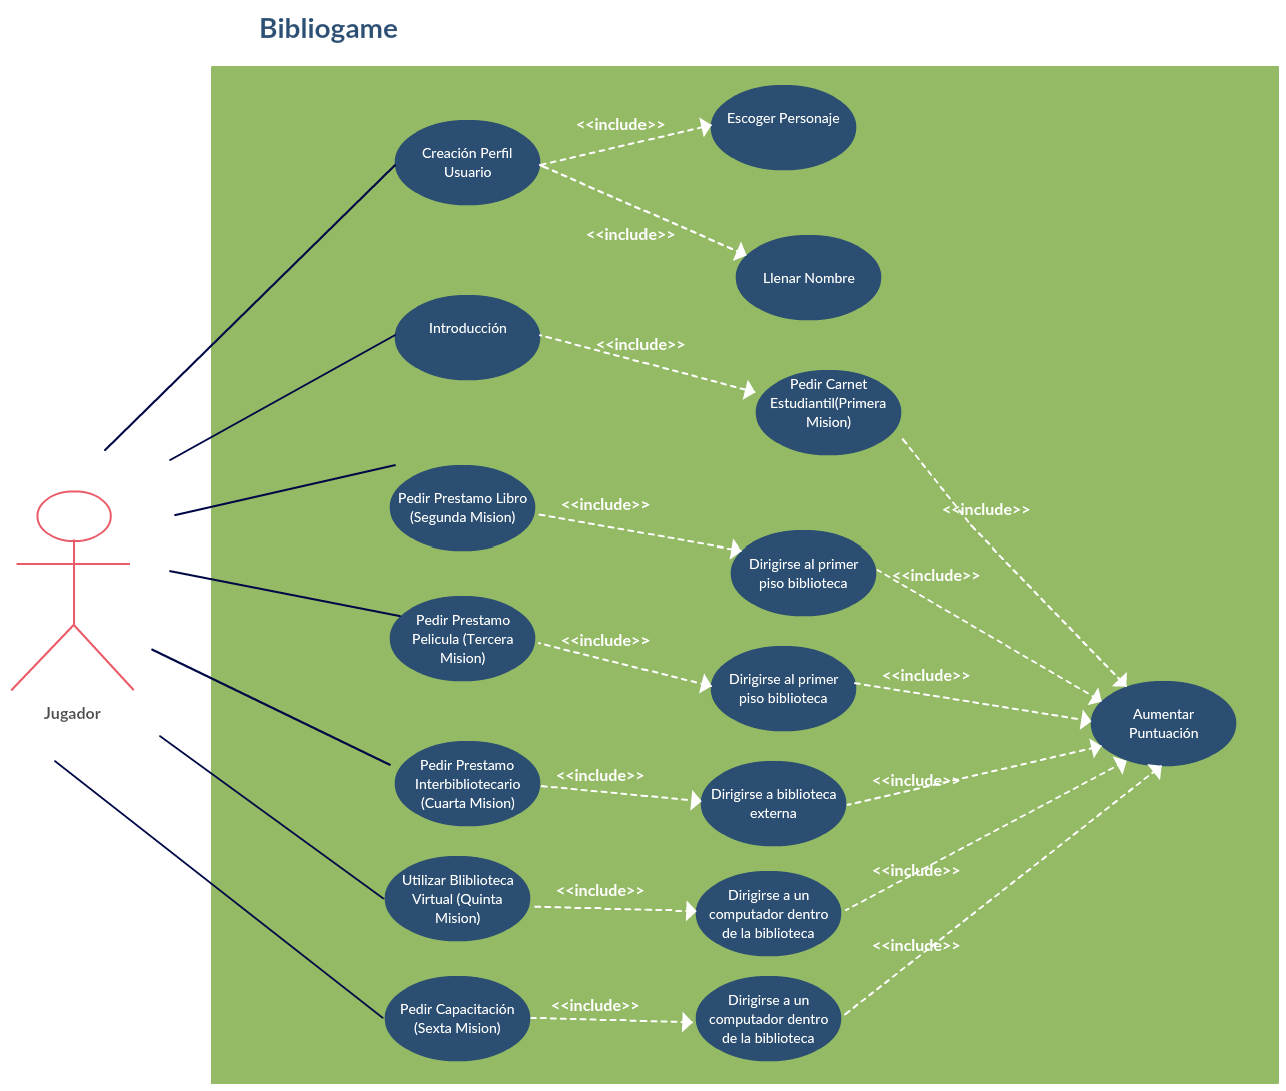 Bibliogame
<<include>>
Escoger Personaje
Creación Perfil
Usuario
<<include>>
Llenar Nombre
Introducción
<<include>>
Pedir Carnet
Estudiantil(Primera
Mision)
<<include>>
Pedir Prestamo Libro
(Segunda Mision)
<<include>>
Dirigirse al primer
piso biblioteca
<<include>>
Pedir Prestamo
Pelicula (Tercera
Mision)
<<include>>
Dirigirse al primer
piso biblioteca
<<include>>
Jugador
Aumentar
Puntuación
Pedir Prestamo
Interbibliotecario
(Cuarta Mision)
<<include>>
Dirigirse a biblioteca
externa
<<include>>
Utilizar Bliblioteca
Virtual (Quinta
Mision)
<<include>>
Dirigirse a un
computador dentro
de la biblioteca
<<include>>
Pedir Capacitación
(Sexta Mision)
<<include>>
Dirigirse a un
computador dentro
de la biblioteca
<<include>>